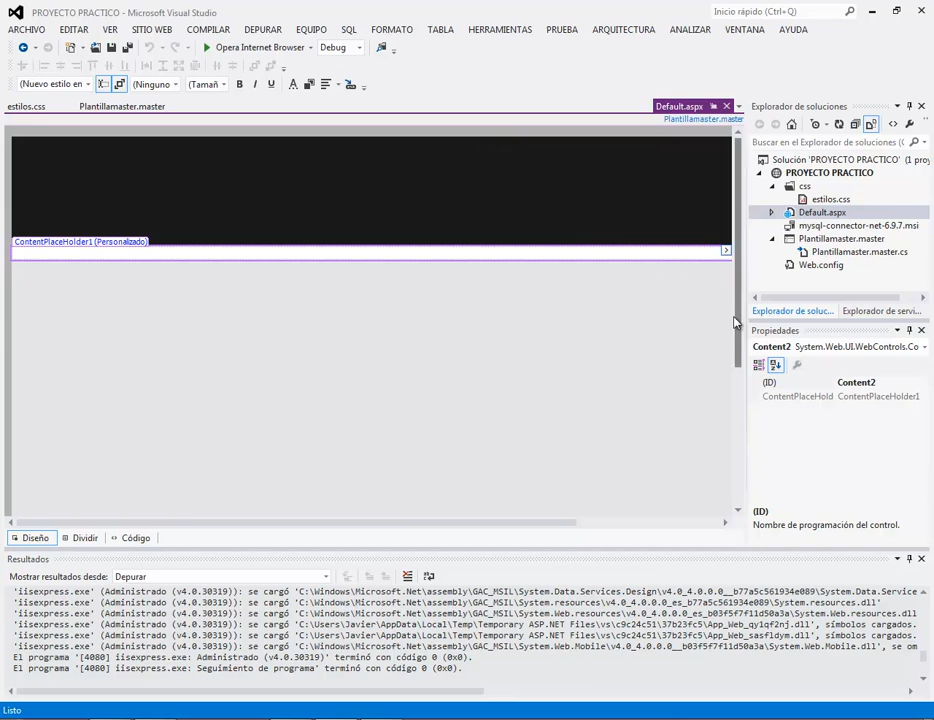 PROYECTO PRACTICO - Microsoft Visual Studio
Inicio rápido (Ctrl+Q)
ARCHIVO EDITAR VER SITIO WEB COMPILAR DEPURAR EQUIPO SQL FORMATO TABLA HERRAMIENTAS PRUEBA ARQUITECTURA ANALIZAR VENTANA AYUDA
Opera Internet Browser Debug
(Nuevo estilo en (Ninguno (Tamañ B I U A
estilos.css Plantillamaster.master Default.aspx
Plantillamaster.master
ContentPlaceHolder1 (Personalizado)
Explorador de soluciones
Buscar en el Explorador de soluciones (
Solución 'PROYECTO PRACTICO' (1 proy
PROYECTO PRACTICO
css
estilos.css
Default.aspx
mysql-connector-net-6.9.7.msi
Plantillamaster.master
Plantillamaster.master.cs
Web.config
Explorador de soluc... Explorador de servi...
Propiedades
Content2 System.Web.UI.WebControls.Co
(ID) Content2
ContentPlaceHold ContentPlaceHolder1
(ID)
Nombre de programación del control.
Diseño Dividir Código
Resultados
Mostrar resultados desde: Depurar
'iisexpress.exe' (Administrado (v4.0.30319)): se cargó 'C:\Windows\Microsoft.Net\assembly\GAC_MSIL\System.Data.Services.Design\v4.0_4.0.0.0__b77a5c561934e089\System.Data.Service
'iisexpress.exe' (Administrado (v4.0.30319)): se cargó 'C:\Windows\Microsoft.Net\assembly\GAC_MSIL\System.resources\v4.0_4.0.0.0_es_b77a5c561934e089\System.resources.dll'
'iisexpress.exe' (Administrado (v4.0.30319)): se cargó 'C:\Windows\Microsoft.Net\assembly\GAC_MSIL\System.Web.resources\v4.0_4.0.0.0_es_b03f5f7f11d50a3a\System.Web.resources.dll
'iisexpress.exe' (Administrado (v4.0.30319)): se cargó 'C:\Users\Javier\AppData\Local\Temp\Temporary ASP.NET Files\vs\c9c24c51\37b23fc5\App_Web_qylqf2nj.dll', símbolos cargados.
'iisexpress.exe' (Administrado (v4.0.30319)): se cargó 'C:\Users\Javier\AppData\Local\Temp\Temporary ASP.NET Files\vs\c9c24c51\37b23fc5\App_Web_sasfldym.dll', símbolos cargados.
'iisexpress.exe' (Administrado (v4.0.30319)): se cargó 'C:\Windows\Microsoft.Net\assembly\GAC_MSIL\System.Web.Mobile\v4.0_4.0.0.0__b03f5f7f11d50a3a\System.Web.Mobile.dll', se om
El programa '[4080] iisexpress.exe: Administrado (v4.0.30319)' terminó con código 0 (0x0).
El programa '[4080] iisexpress.exe: Seguimiento de programa' terminó con código 0 (0x0).
Listo